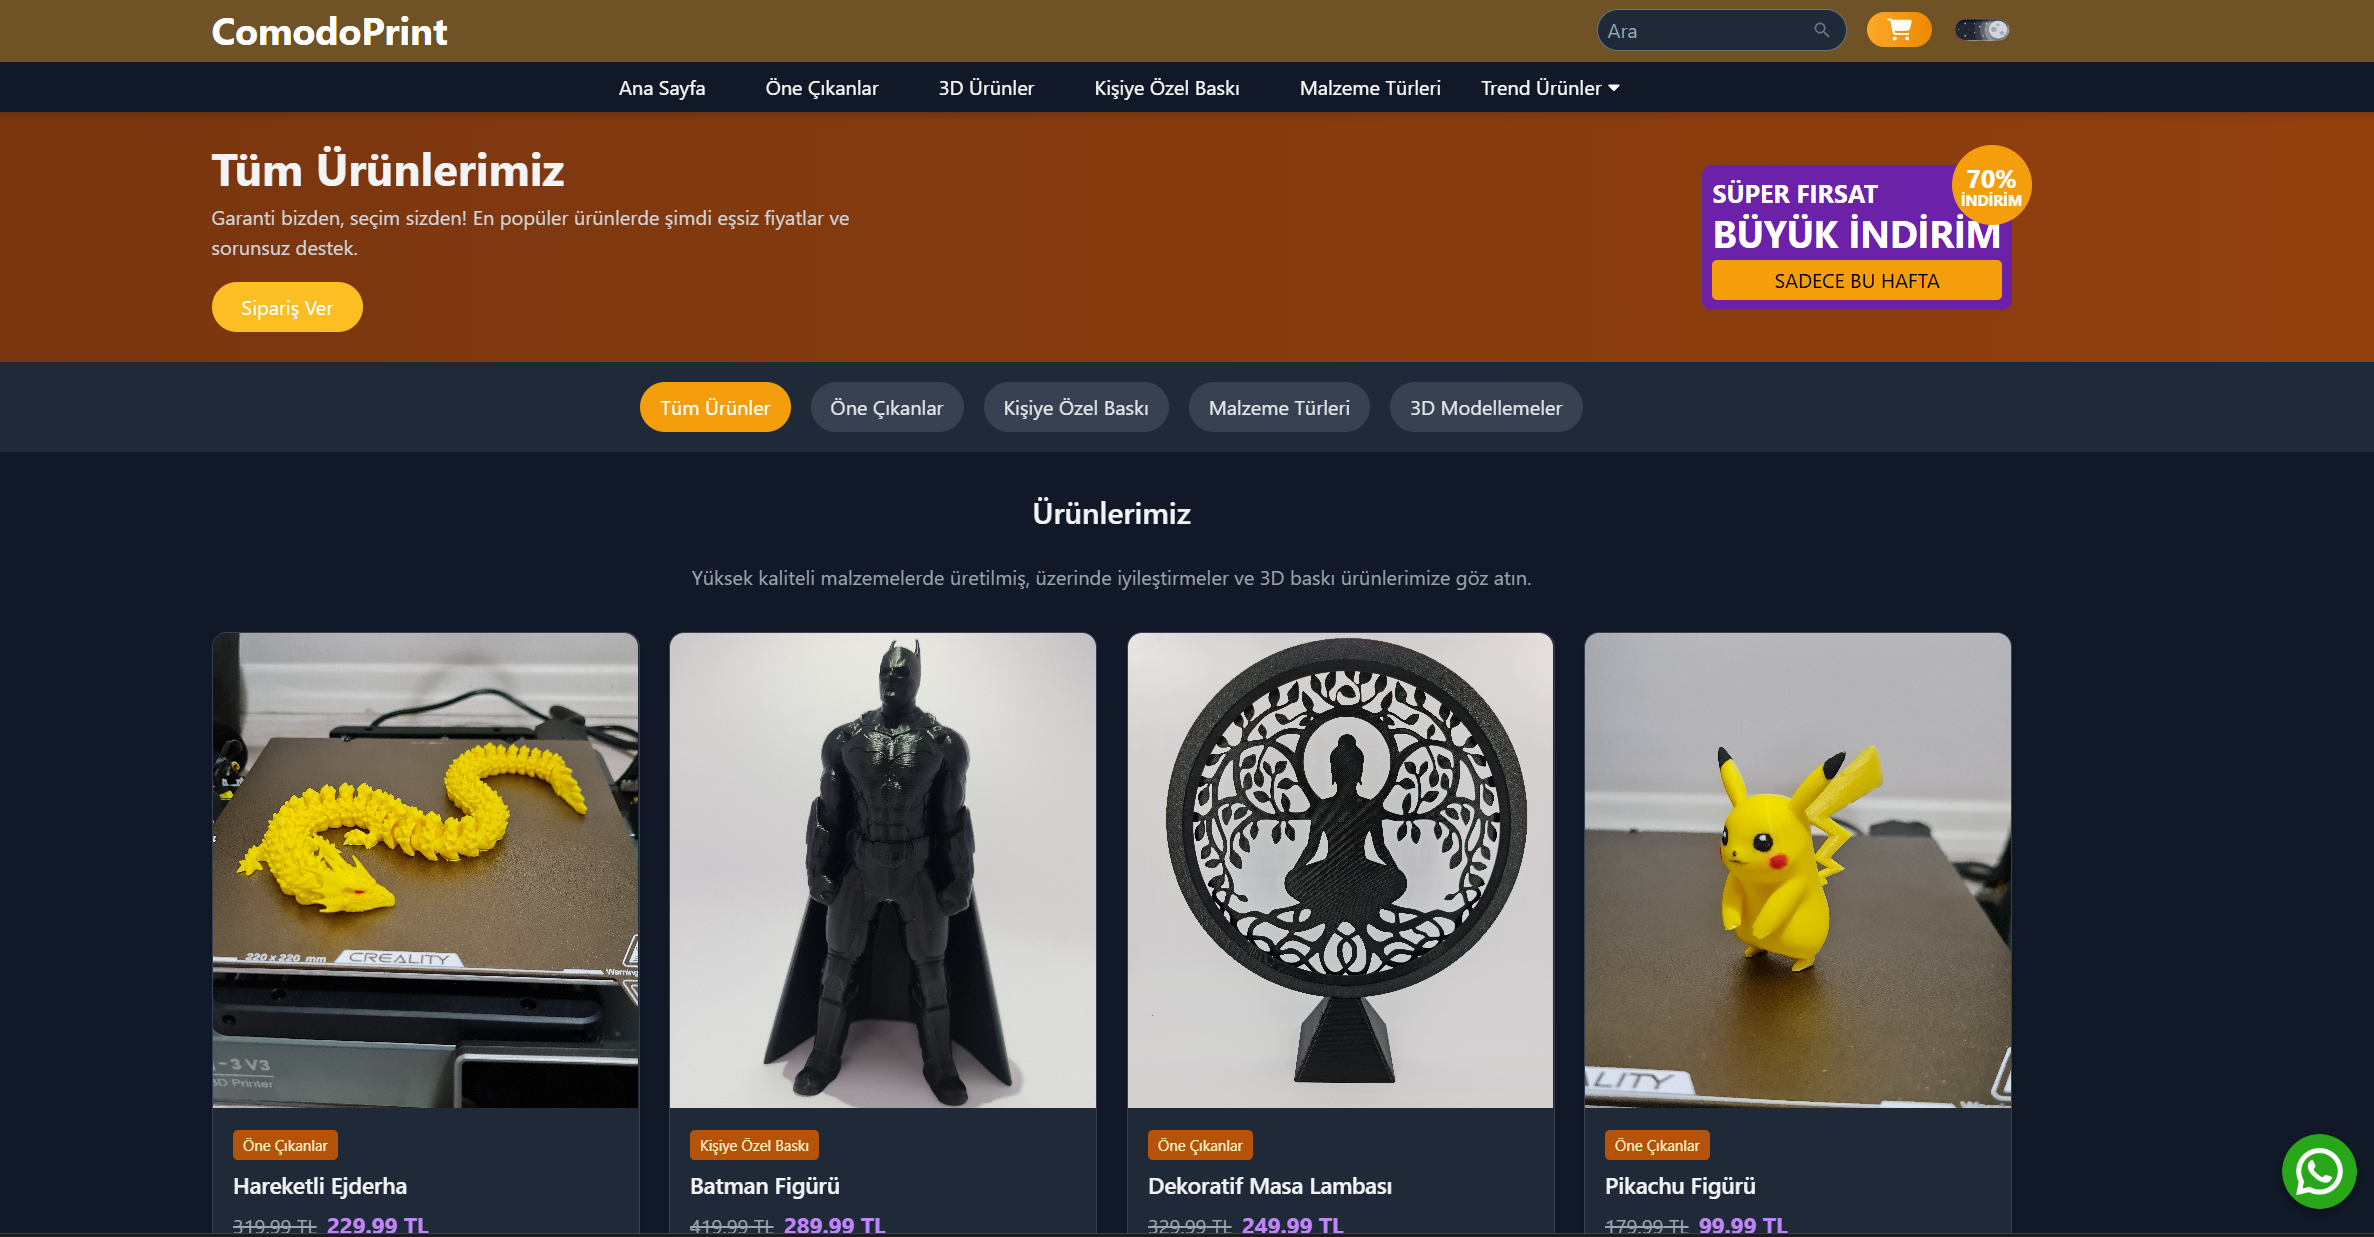 ComodoPrint
Ara
Ana Sayfa
Öne Çıkanlar
3D Ürünler
Kişiye Özel Baskı
Malzeme Türleri
Trend Ürünler
Tüm Ürünlerimiz
Garanti bizden, seçim sizden! En popüler ürünlerde şimdi eşsiz fiyatlar ve
sorunsuz destek.
Sipariş Ver
70%
İNDİRİM
SÜPER FIRSAT
BÜYÜK İNDİRİM
SADECE BU HAFTA
Tüm Ürünler
Öne Çıkanlar
Kişiye Özel Baskı
Malzeme Türleri
3D Modellemeler
Ürünlerimiz
Yüksek kaliteli malzemelerde üretilmiş, üzerinde iyileştirmeler ve 3D baskı ürünlerimize göz atın.
220 x 220 mm
CREALITY
Warning
-3 V3
3D Printer
ALITY
Öne Çıkanlar
Hareketli Ejderha
319.99 TL 229.99 TL
Kişiye Özel Baskı
Batman Figürü
419.99 TL 289.99 TL
Öne Çıkanlar
Dekoratif Masa Lambası
329.99 TL 249.99 TL
Öne Çıkanlar
Pikachu Figürü
179.99 TL 99.99 TL